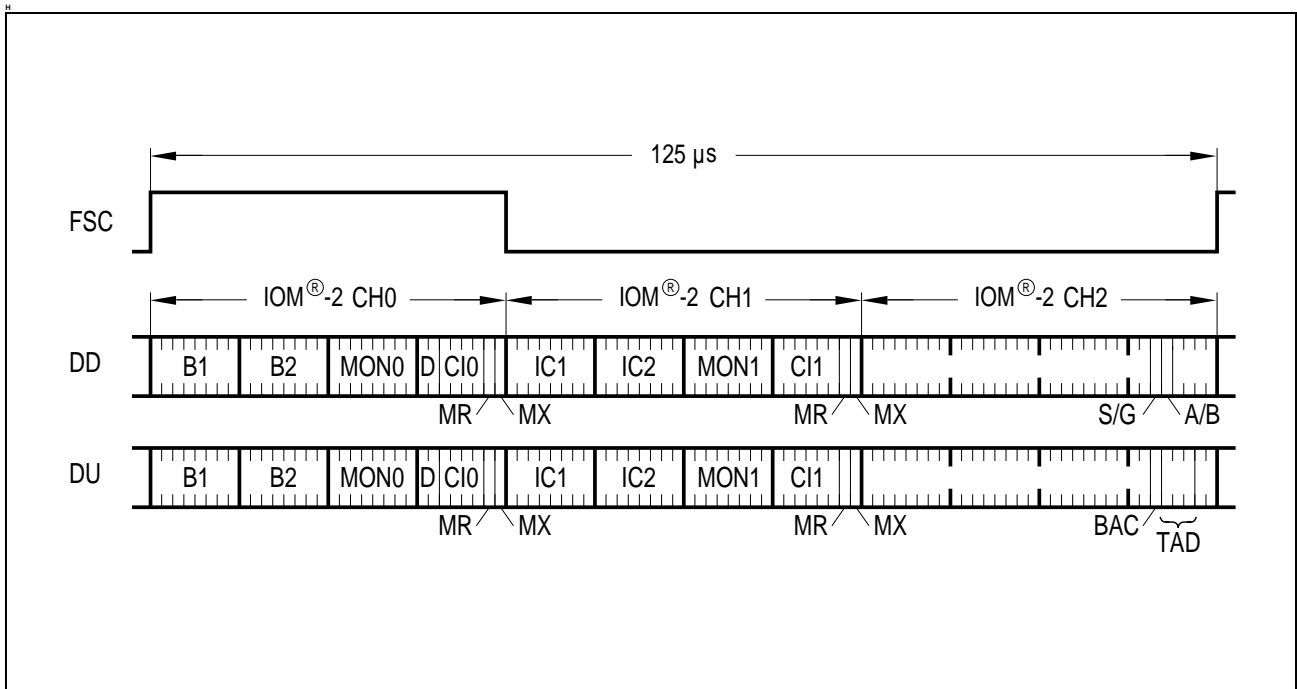 H
125 µs
FSC
IOM®-2 CH0 IOM®-2 CH1 IOM®-2 CH2
DD B1 B2 MON0 D CI0 IC1 IC2 MON1 CI1
MR MX MR MX S/G A/B
DU B1 B2 MON0 D CI0 IC1 IC2 MON1 CI1
MR MX MR MX BAC TAD